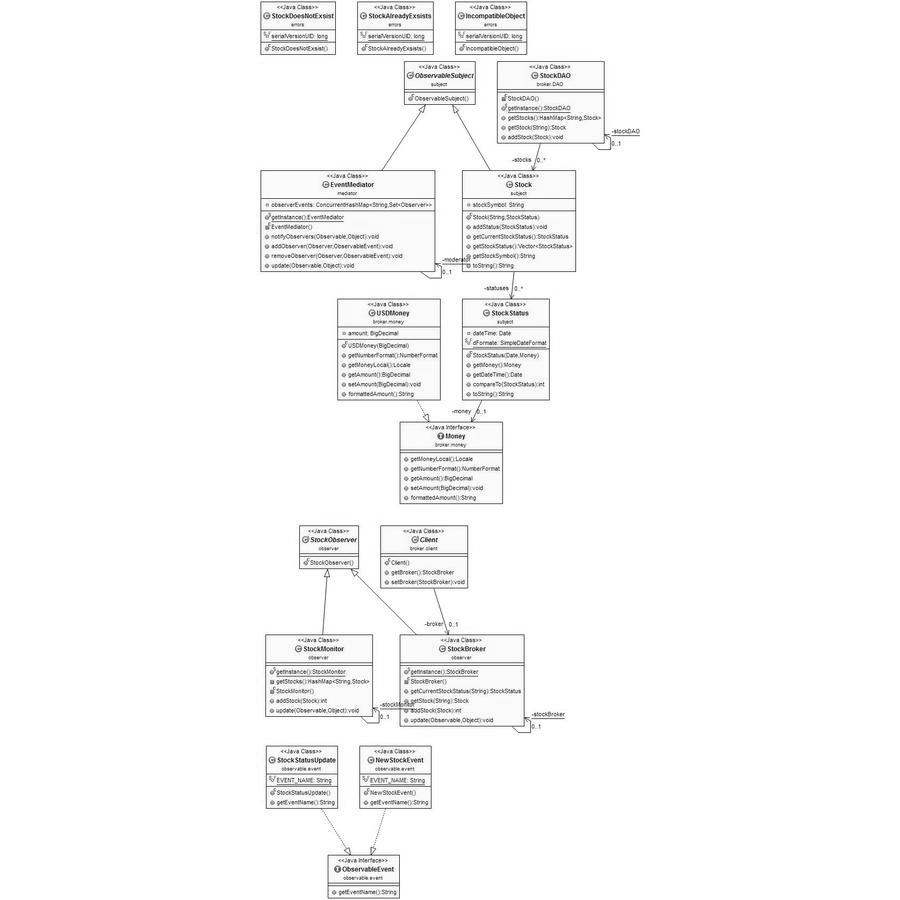 <<Java Class>>
StockDoesNotExsist
errors
serialVersionUID: long
StockDoesNotExsist()
<<Java Class>>
StockAlreadyExsists
errors
serialVersionUID: long
StockAlreadyExsists()
<<Java Class>>
IncompatibleObject
errors
serialVersionUID: long
IncompatibleObject()
<<Java Class>>
ObservableSubject
subject
ObservableSubject()
<<Java Class>>
StockDAO
broker.DAO
StockDAO()
getInstance():StockDAO
getStocks():HashMap<String,Stock>
getStock(String):Stock
addStock(Stock):void
-stockDAO
0..1
-stocks 0..*
<<Java Class>>
EventMediator
mediator
observerEvents: ConcurrentHashMap<String,Set<Observer>>
getInstance():EventMediator
EventMediator()
notifyObservers(Observable,Object):void
addObserver(Observer,ObservableEvent):void
removeObserver(Observer,ObservableEvent):void
update(Observable,Object):void
-moderator
0..1
<<Java Class>>
Stock
subject
stockSymbol: String
Stock(String,StockStatus)
addStatus(StockStatus):void
getCurrentStockStatus():StockStatus
getStockStatus():Vector<StockStatus>
getStockSymbol():String
toString():String
-statuses 0..*
<<Java Class>>
USDMoney
broker.money
amount: BigDecimal
USDMoney(BigDecimal)
getNumberFormat():NumberFormat
getMoneyLocal():Locale
getAmount():BigDecimal
setAmount(BigDecimal):void
formattedAmount():String
<<Java Class>>
StockStatus
subject
dateTime: Date
dFormate: SimpleDateFormat
StockStatus(Date,Money)
getMoney():Money
getDateTime():Date
compareTo(StockStatus):int
toString():String
-money 0..1
<<Java Interface>>
Money
broker.money
getMoneyLocal():Locale
getNumberFormat():NumberFormat
getAmount():BigDecimal
setAmount(BigDecimal):void
formattedAmount():String
<<Java Class>>
StockObserver
observer
StockObserver()
<<Java Class>>
Client
broker.client
Client()
getBroker():StockBroker
setBroker(StockBroker):void
-broker 0..1
<<Java Class>>
StockMonitor
observer
getInstance():StockMonitor
getStocks():HashMap<String,Stock>
StockMonitor()
addStock(Stock):int
update(Observable,Object):void
-stockMonitor
0..1
<<Java Class>>
StockBroker
observer
getInstance():StockBroker
StockBroker()
getCurrentStockStatus(String):StockStatus
getStock(String):Stock
addStock(Stock):int
update(Observable,Object):void
-stockBroker
0..1
<<Java Class>>
StockStatusUpdate
observable.event
EVENT_NAME: String
StockStatusUpdate()
getEventName():String
<<Java Class>>
NewStockEvent
observable.event
EVENT_NAME: String
NewStockEvent()
getEventName():String
<<Java Interface>>
ObservableEvent
observable.event
getEventName():String